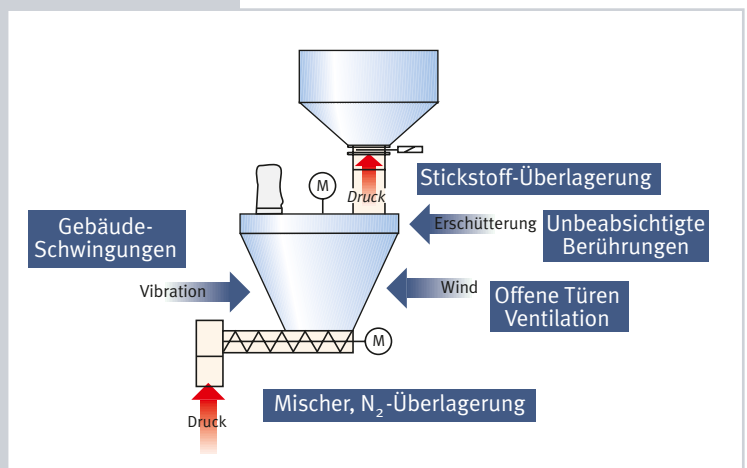 M
Druck
Stickstoff-Überlagerung
Gebäude-
Schwingungen
Erschütterung
Unbeabsichtigte
Berührungen
Vibration
Wind
Offene Türen
Ventilation
M
Mischer, N₂-Überlagerung
Druck